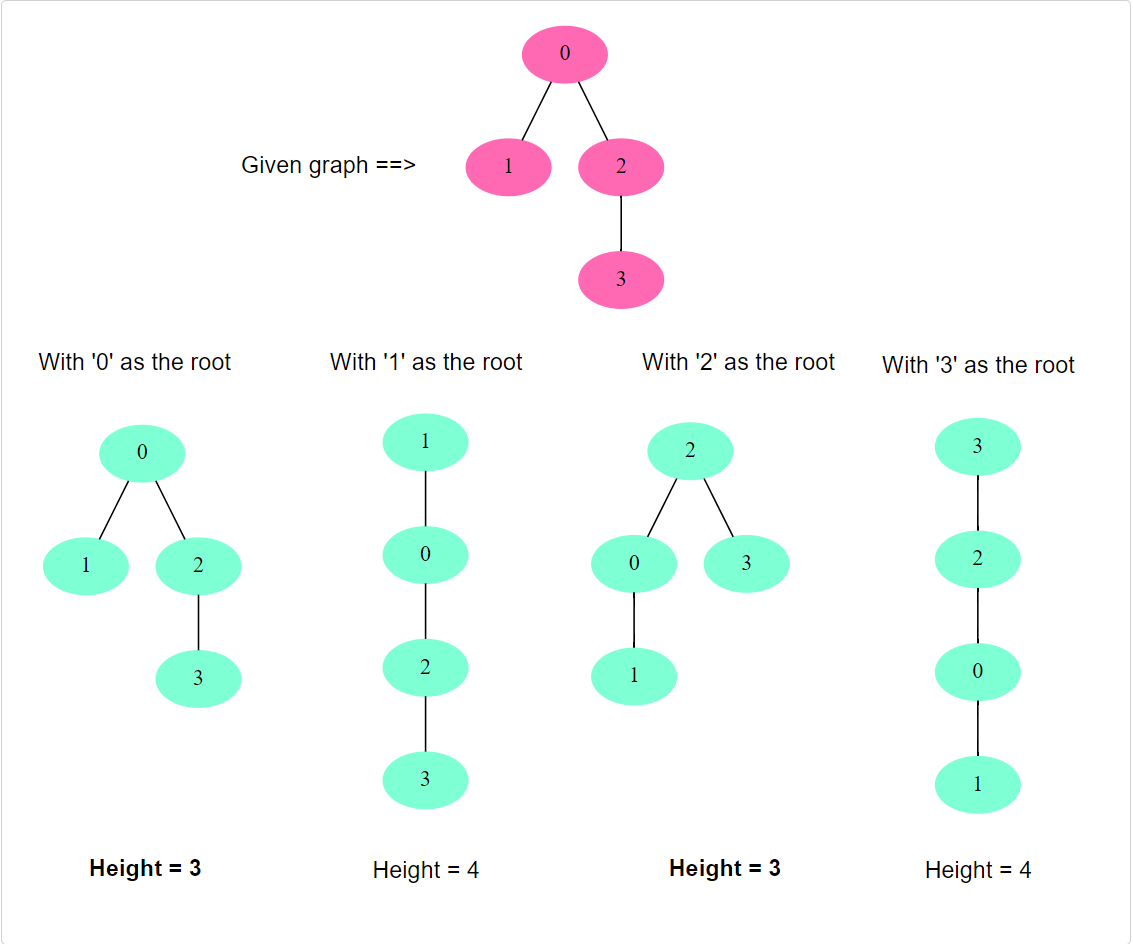 0
Given graph ==> 1 2
3
With '0' as the root With '1' as the root With '2' as the root With '3' as the root
0 1 2 3
1 2 0 0 3 2
3 2 1 0
3 1
Height = 3 Height = 4 Height = 3 Height = 4